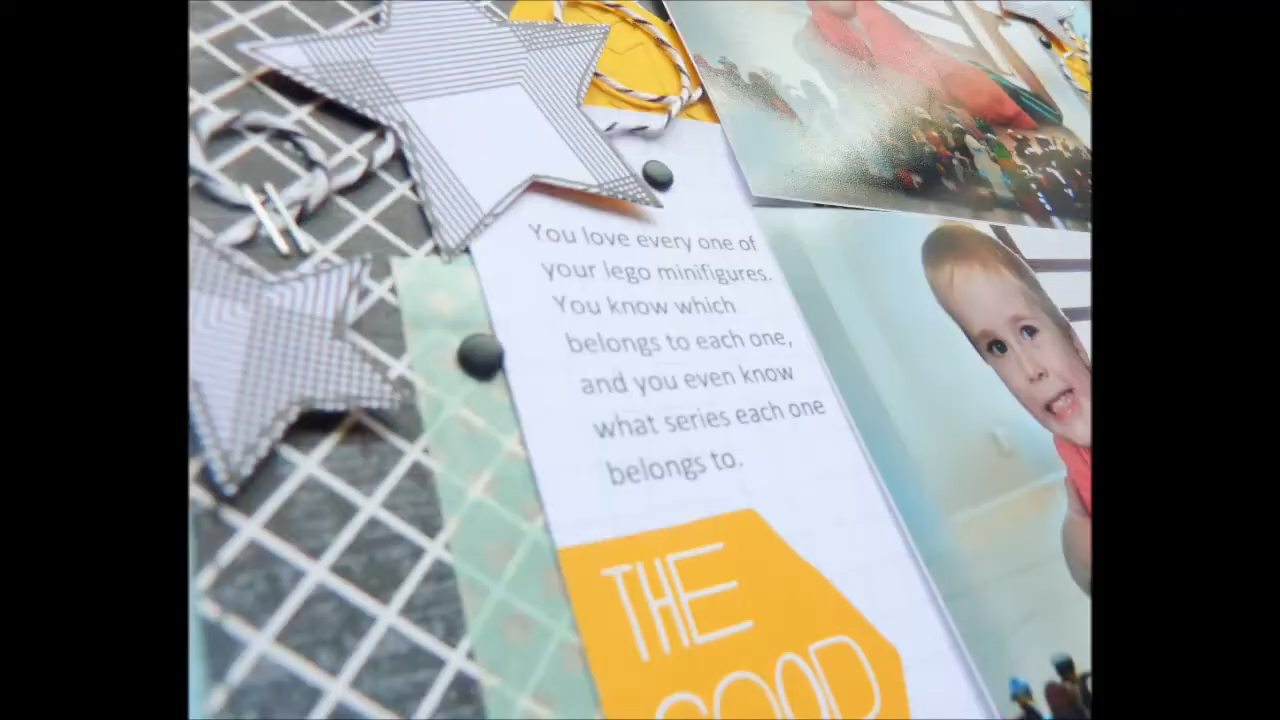 You love every one of
your lego minifigures.
You know which
belongs to each one,
and you even know
what series each one
belongs to.
THE
GOOD